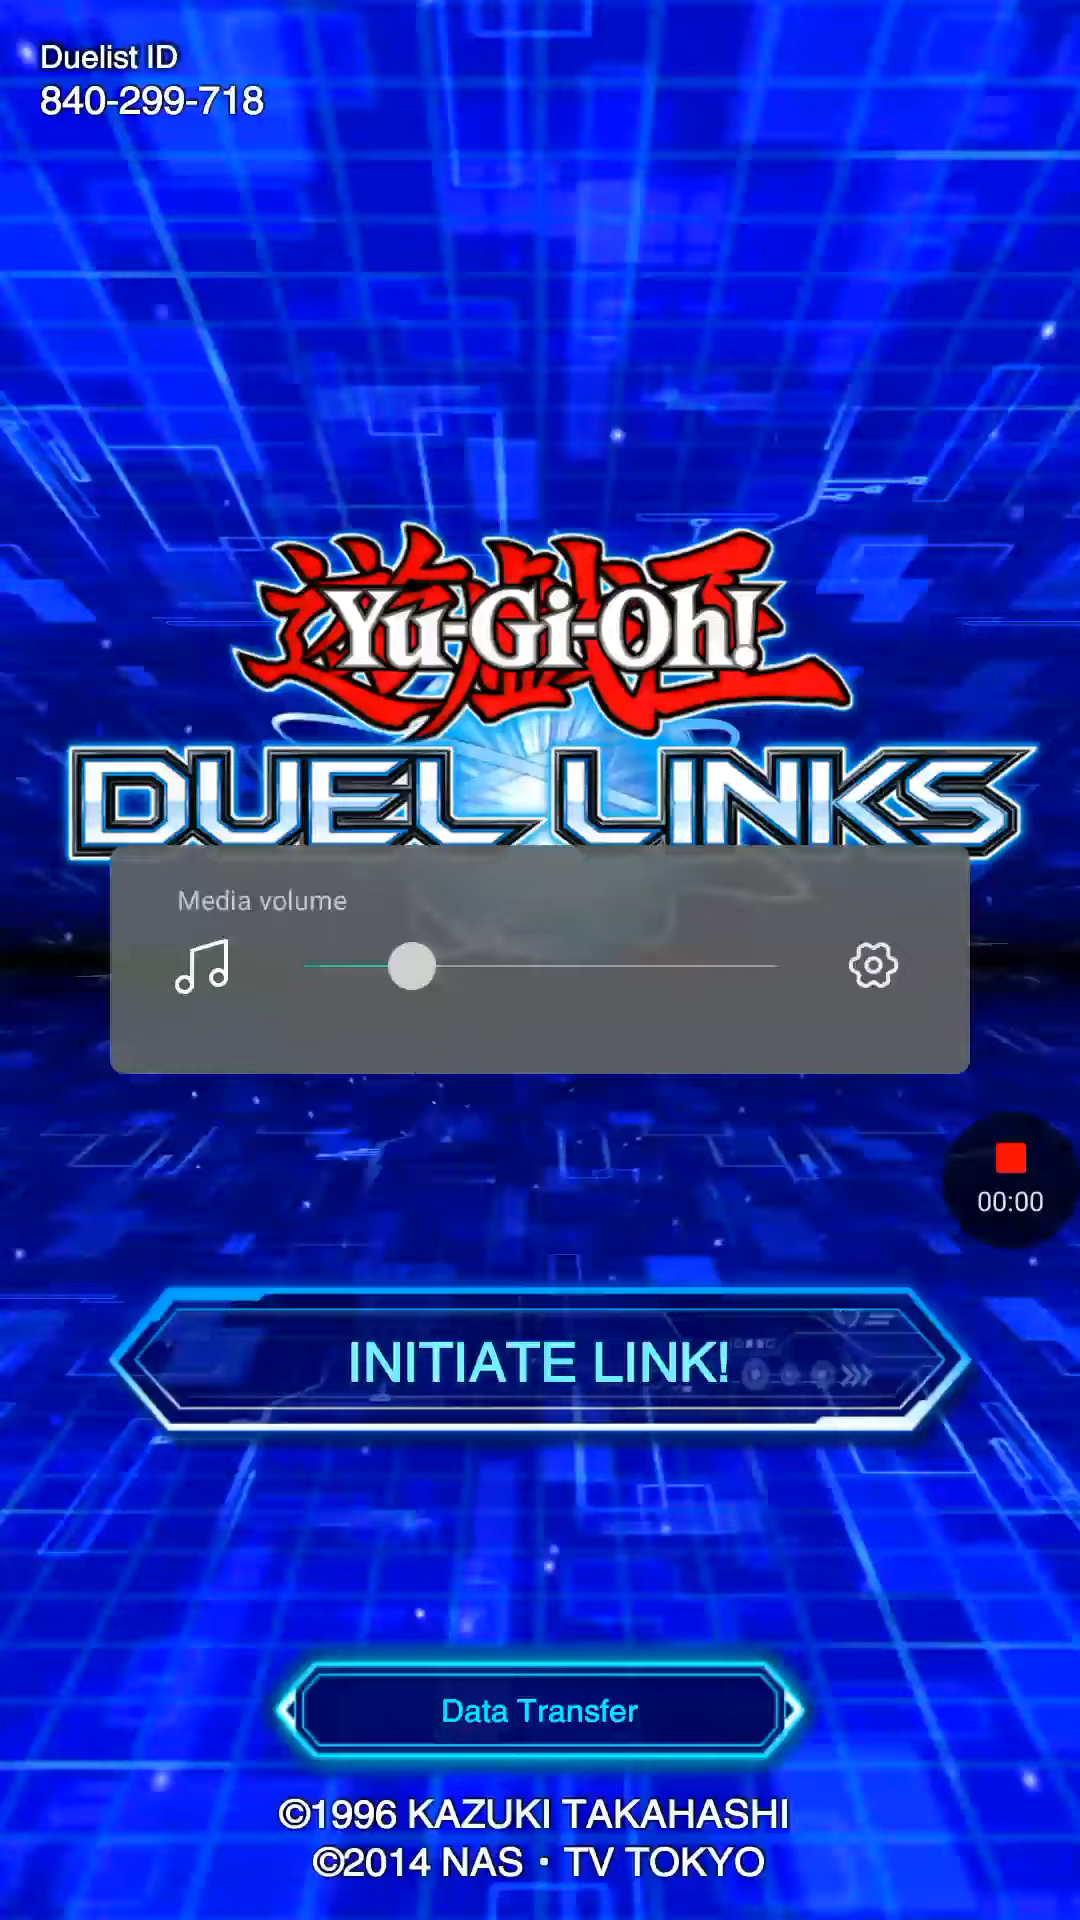 Duelist ID
840-299-718
遊戯王
Yu-Gi-Oh!
DUEL LINKS
Media volume
00:00
INITIATE LINK!
Data Transfer
©1996 KAZUKI TAKAHASHI
©2014 NAS・TV TOKYO